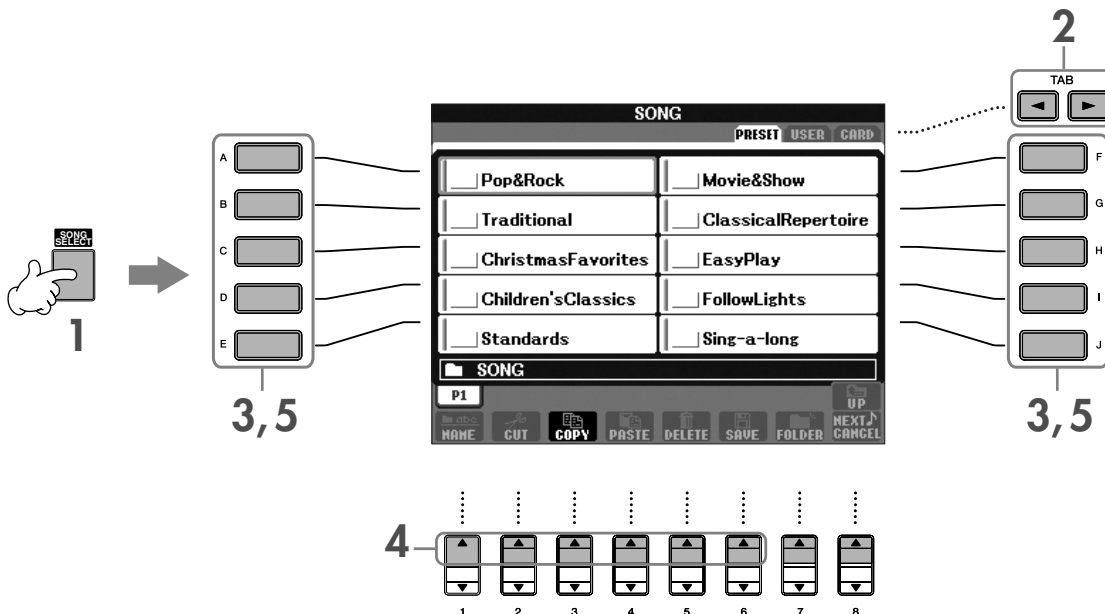 2
TAB
SONG
PRESET USER CARD
A
Pop&Rock
Movie&Show
F
B
Traditional
ClassicalRepertoire
G
SONG SELECT
C
ChristmasFavorites
EasyPlay
H
D
Children'sClassics
FollowLights
I
1
E
Standards
Sing-a-long
J
SONG
P1
UP
3, 5
3, 5
abc.
NAME CUT COPY PASTE DELETE SAVE FOLDER NEXT CANCEL
4
1 2 3 4 5 6 7 8